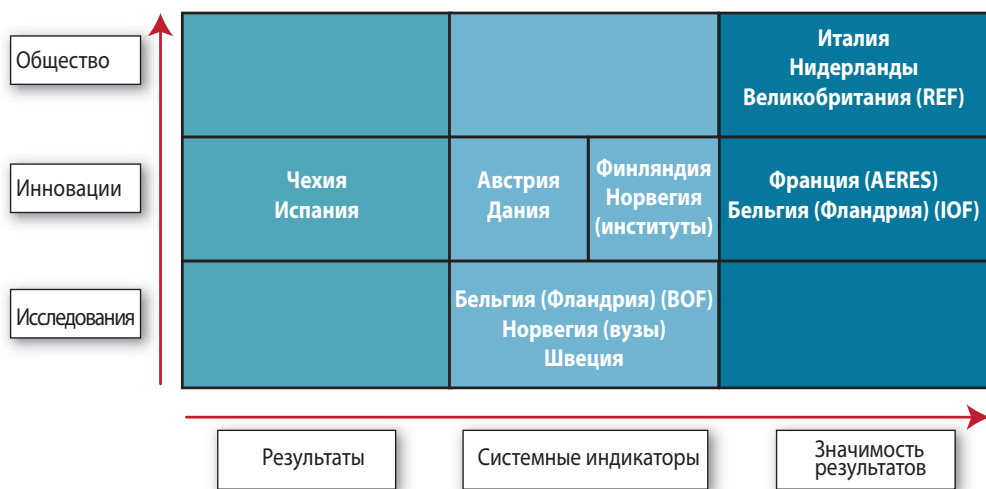 Общество
Италия
Нидерланды
Великобритания (REF)
Инновации
Чехия
Испания
Австрия
Дания
Финляндия
Норвегия
(институты)
Франция (AERES)
Бельгия (Фландрия) (IOF)
Исследования
Бельгия (Фландрия) (BOF)
Норвегия (вузы)
Швеция
Результаты
Системные индикаторы
Значимость
результатов